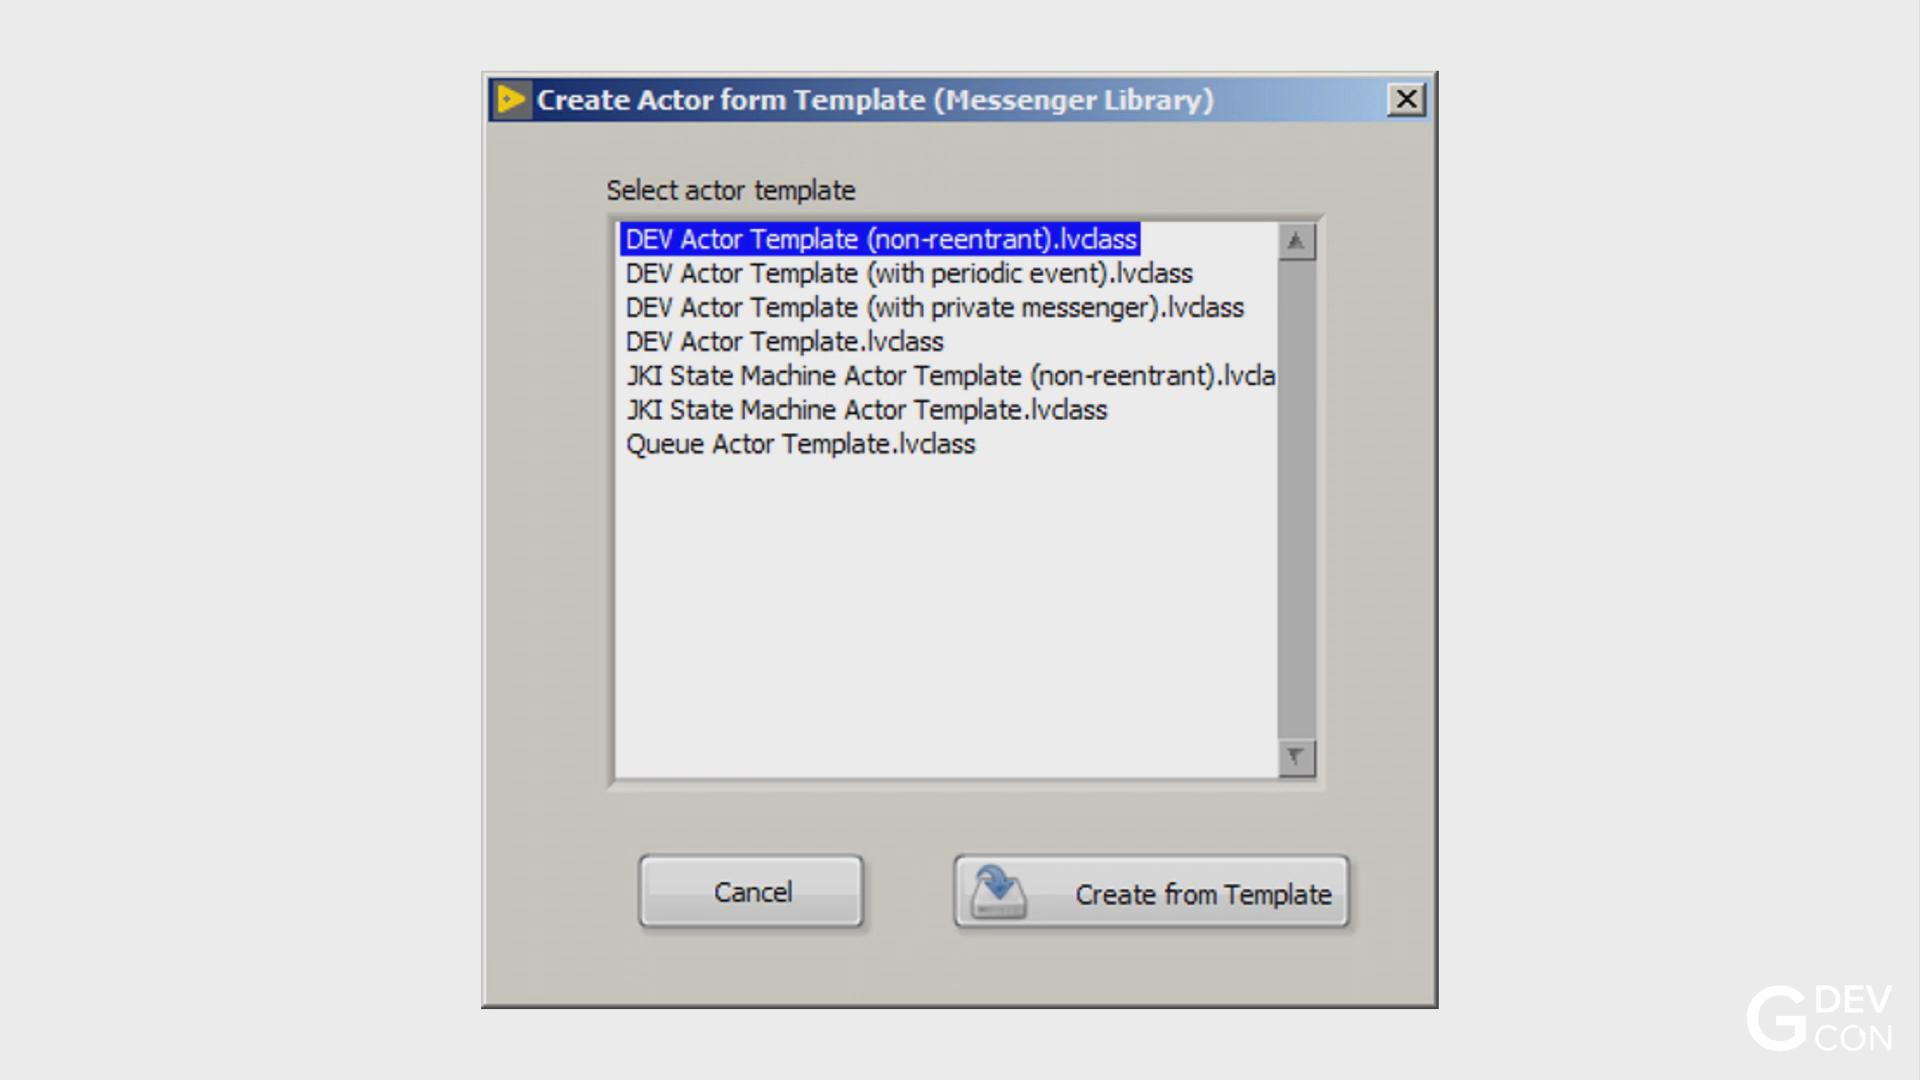 Create Actor form Template (Messenger Library)
Select actor template
DEV Actor Template (non-reentrant).lvclass
DEV Actor Template (with periodic event).lvclass
DEV Actor Template (with private messenger).lvclass
DEV Actor Template.lvclass
JKI State Machine Actor Template (non-reentrant).lvcla
JKI State Machine Actor Template.lvclass
Queue Actor Template.lvclass
Cancel
Create from Template
G DEV
CON